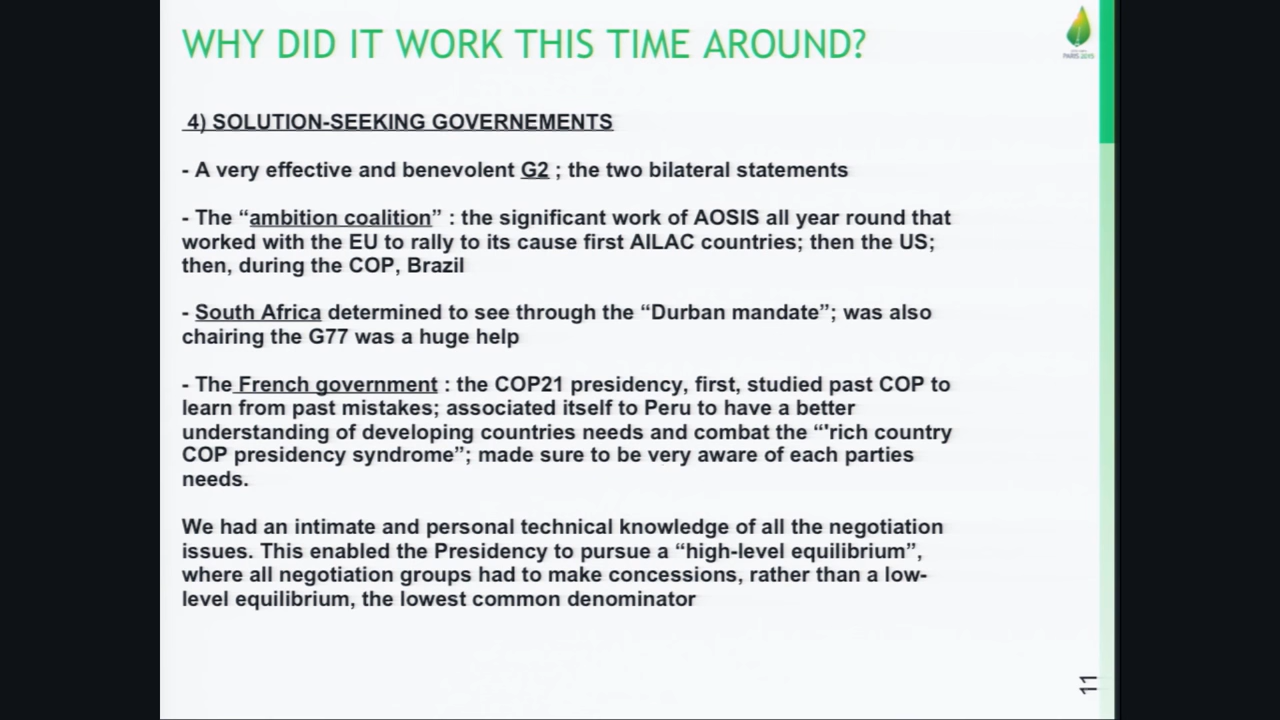 WHY DID IT WORK THIS TIME AROUND?
PARIS 2015
4) SOLUTION-SEEKING GOVERNEMENTS
- A very effective and benevolent G2 ; the two bilateral statements
- The “ambition coalition” : the significant work of AOSIS all year round that
worked with the EU to rally to its cause first AILAC countries; then the US;
then, during the COP, Brazil
- South Africa determined to see through the “Durban mandate”; was also
chairing the G77 was a huge help
- The French government : the COP21 presidency, first, studied past COP to
learn from past mistakes; associated itself to Peru to have a better
understanding of developing countries needs and combat the “'rich country
COP presidency syndrome”; made sure to be very aware of each parties
needs.
We had an intimate and personal technical knowledge of all the negotiation
issues. This enabled the Presidency to pursue a “high-level equilibrium”,
where all negotiation groups had to make concessions, rather than a low-
level equilibrium, the lowest common denominator
11